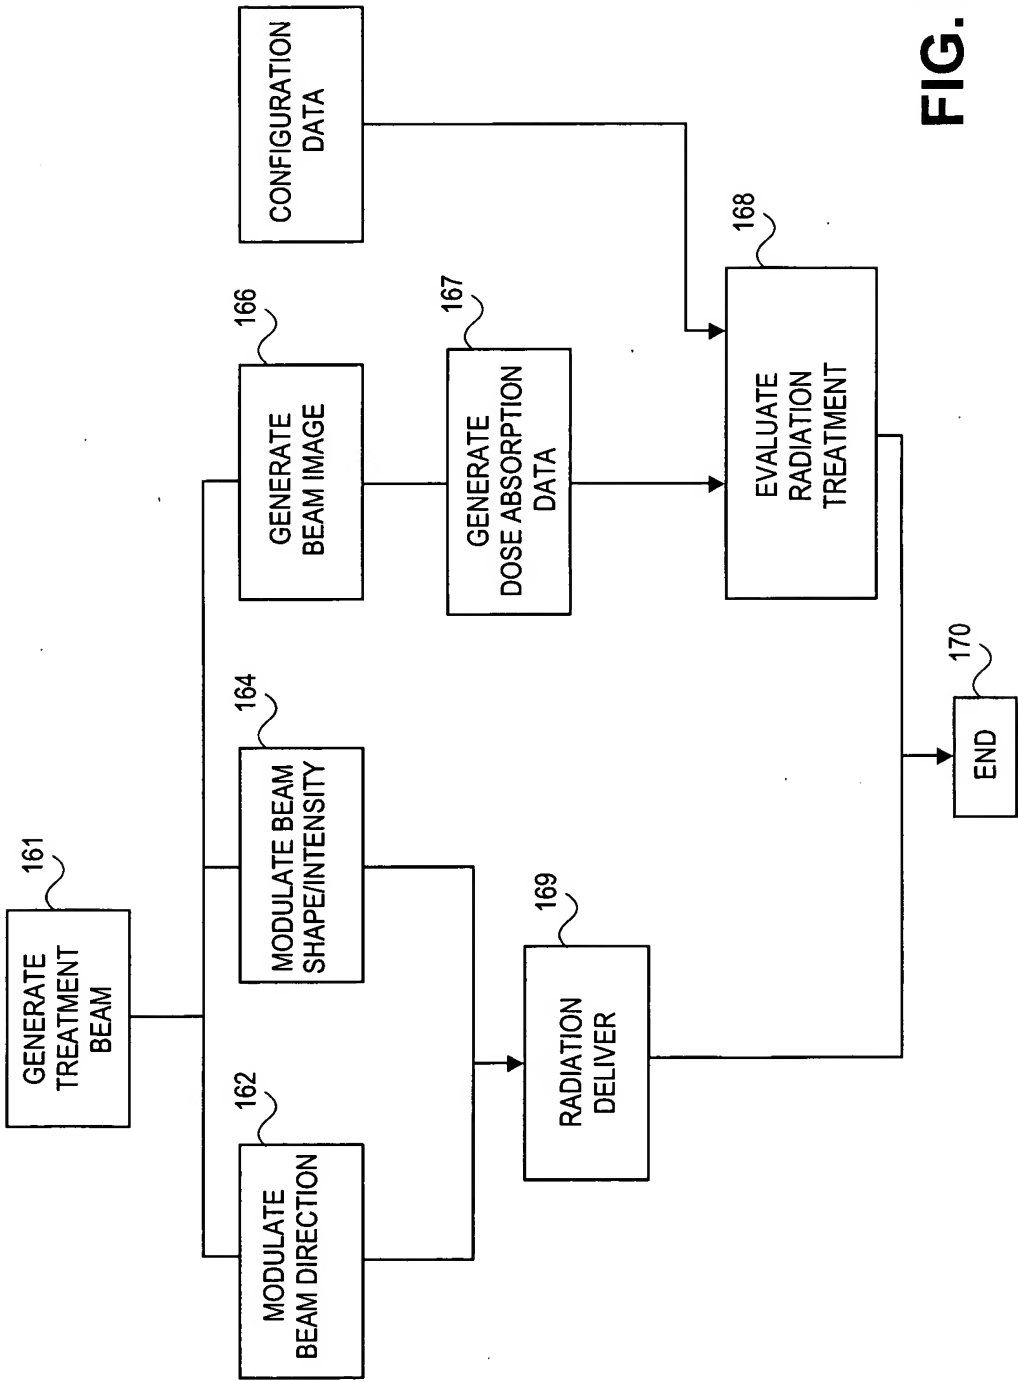 161
GENERATE
TREATMENT
BEAM
162
MODULATE
BEAM DIRECTION
164
MODULATE BEAM
SHAPE/INTENSITY
166
GENERATE
BEAM IMAGE
CONFIGURATION
DATA
167
GENERATE
DOSE ABSORPTION
DATA
169
RADIATION
DELIVER
168
EVALUATE
RADIATION
TREATMENT
170
END
FIG.